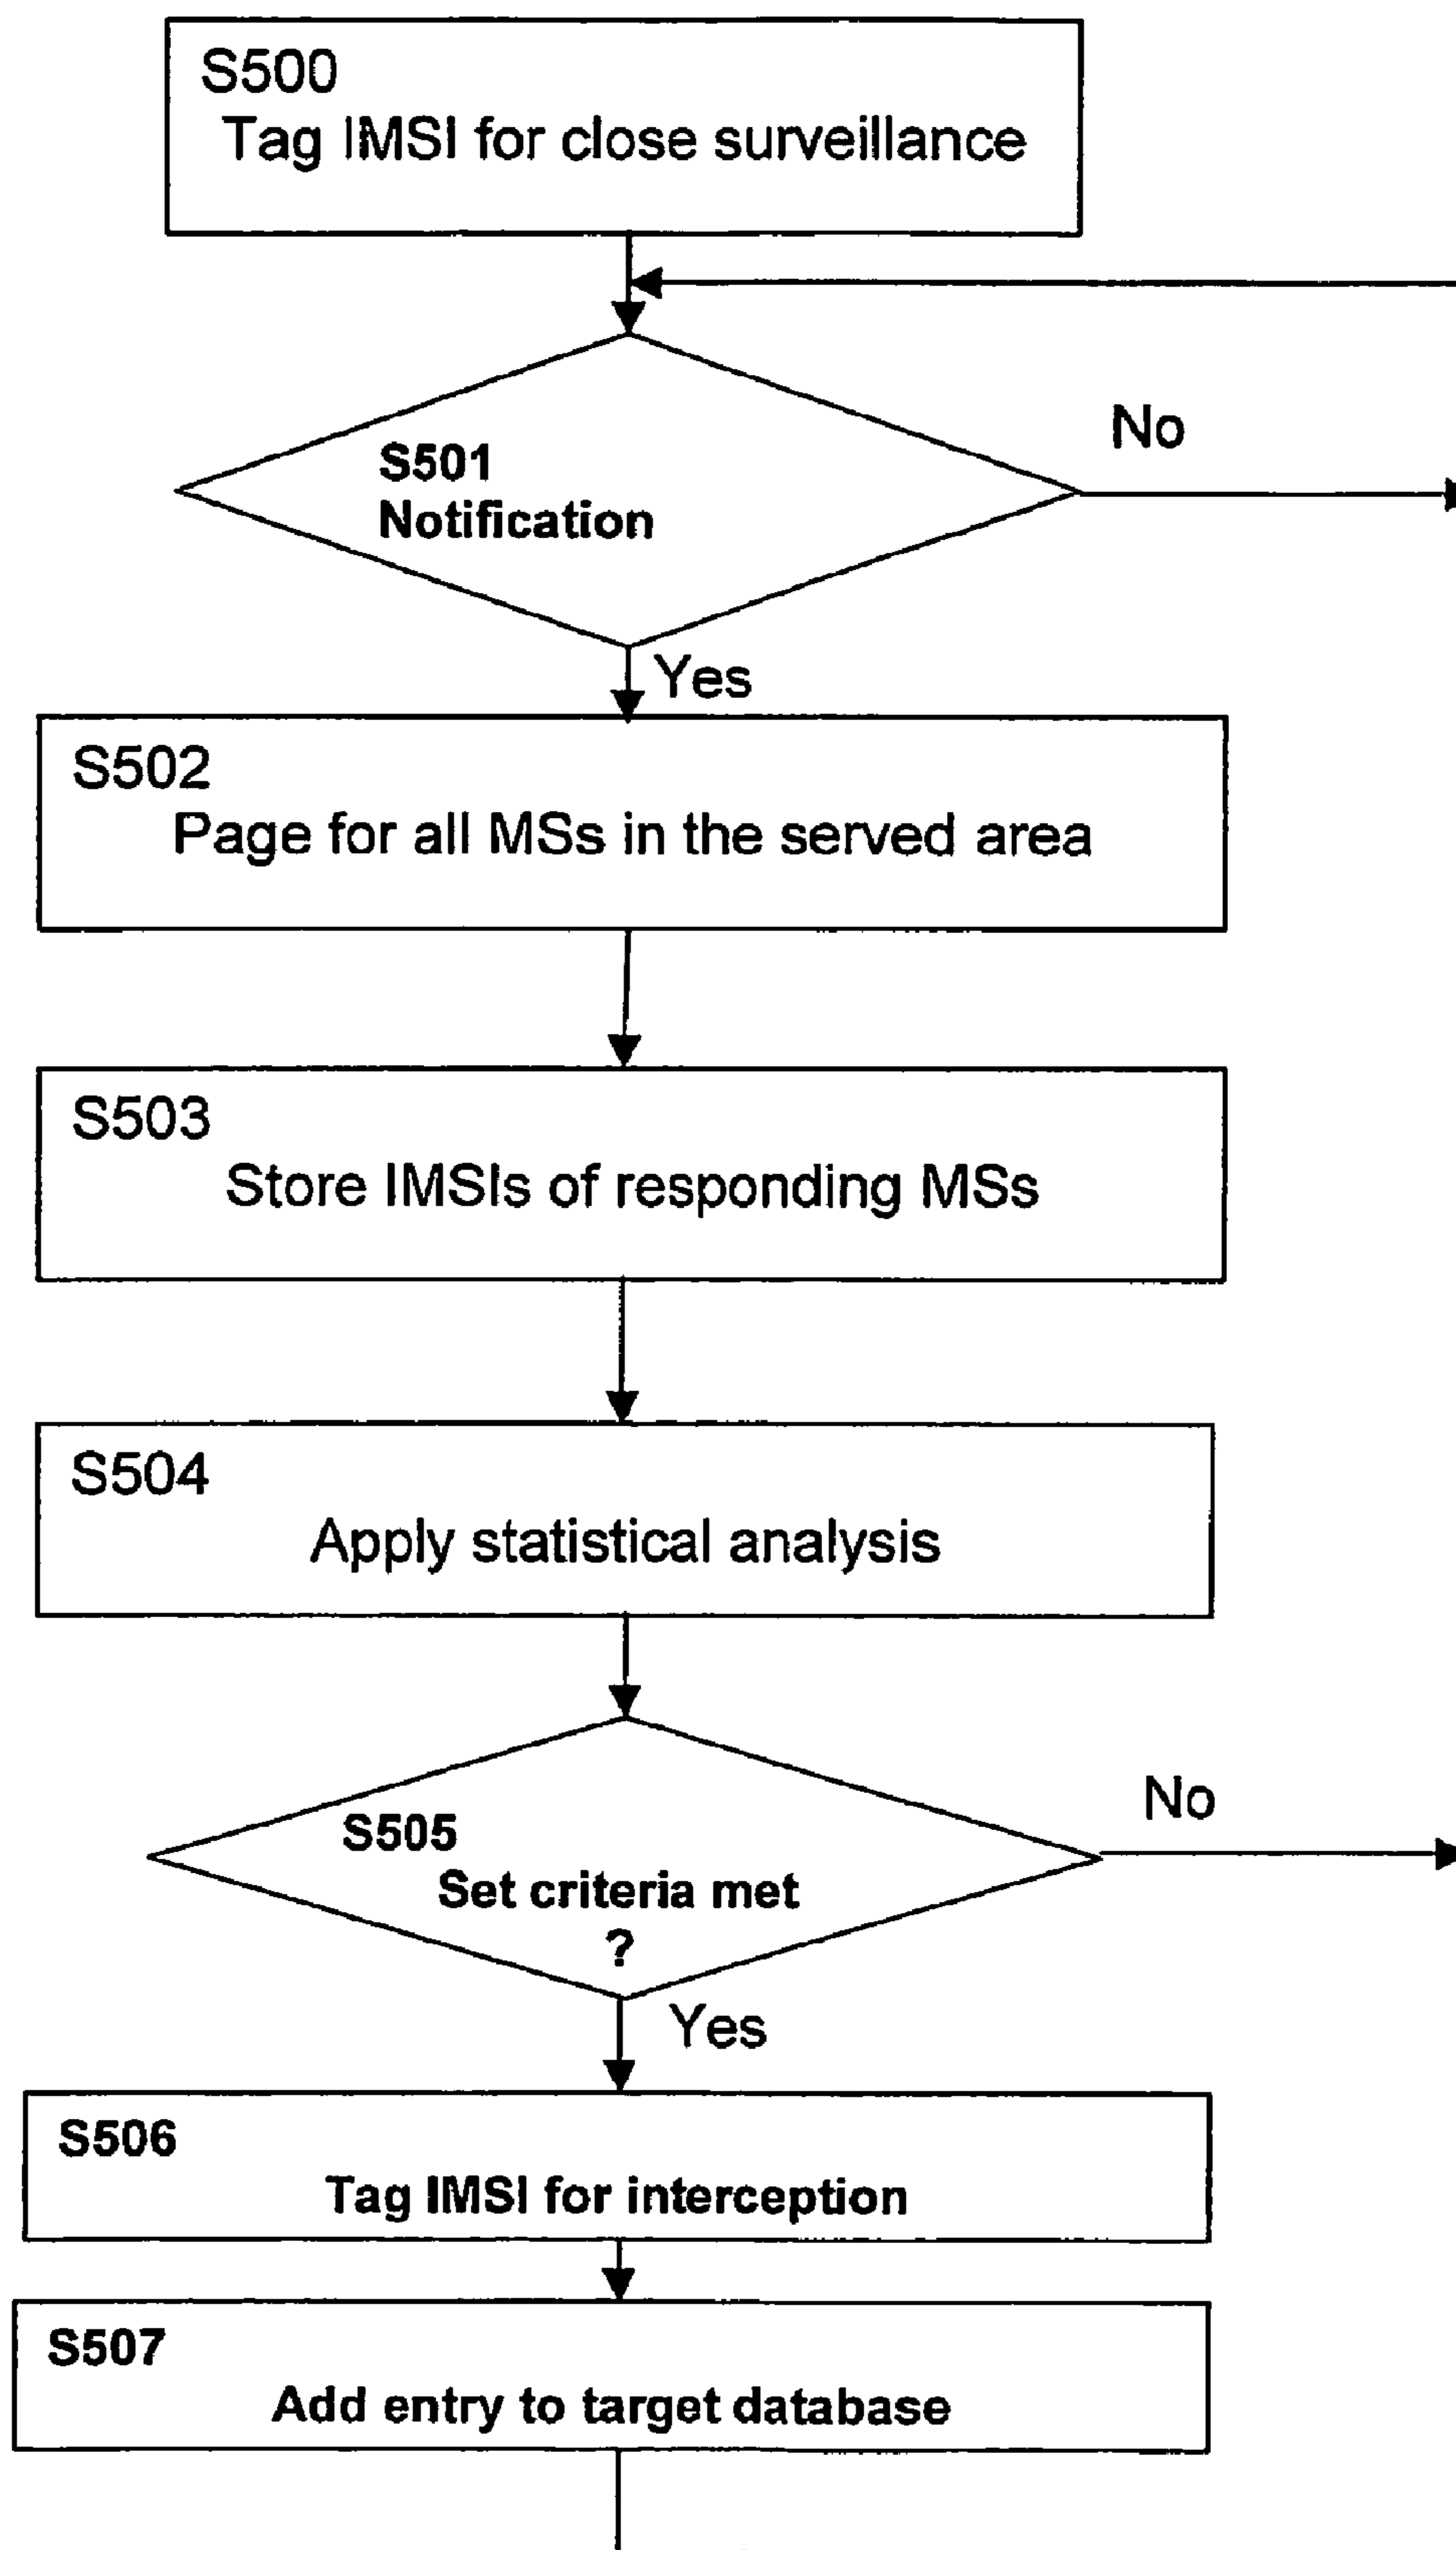 S500
Tag IMSI for close surveillance
No
S501
Notification
Yes
S502
Page for all MSs in the served area
S503
Store IMSIs of responding MSs
S504
Apply statistical analysis
No
S505
Set criteria met
?
Yes
S506
Tag IMSI for interception
S507
Add entry to target database